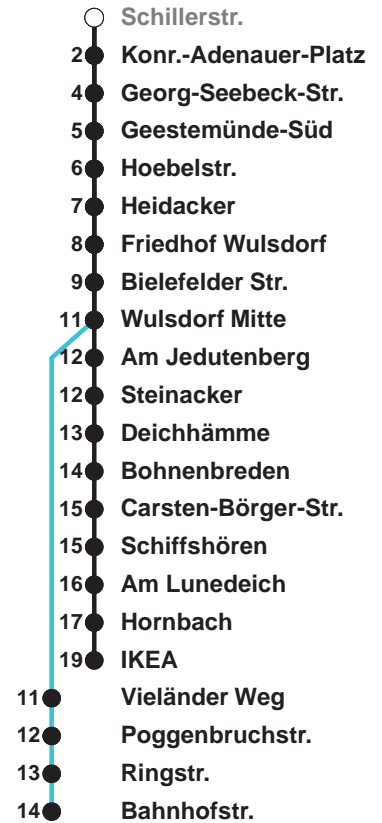 Schillerstr.
2 Konr.-Adenauer-Platz
4 Georg-Seebeck-Str.
5 Geestemünde-Süd
6 Hoebelstr.
7 Heidacker
8 Friedhof Wulsdorf
9 Bielefelder Str.
11 Wulsdorf Mitte
12 Am Jedutenberg
12 Steinacker
13 Deichhämme
14 Bohnenbreden
15 Carsten-Börger-Str.
15 Schiffshören
16 Am Lunedeich
17 Hornbach
19 IKEA
11 Vieländer Weg
12 Poggenbruchstr.
13 Ringstr.
14 Bahnhofstr.